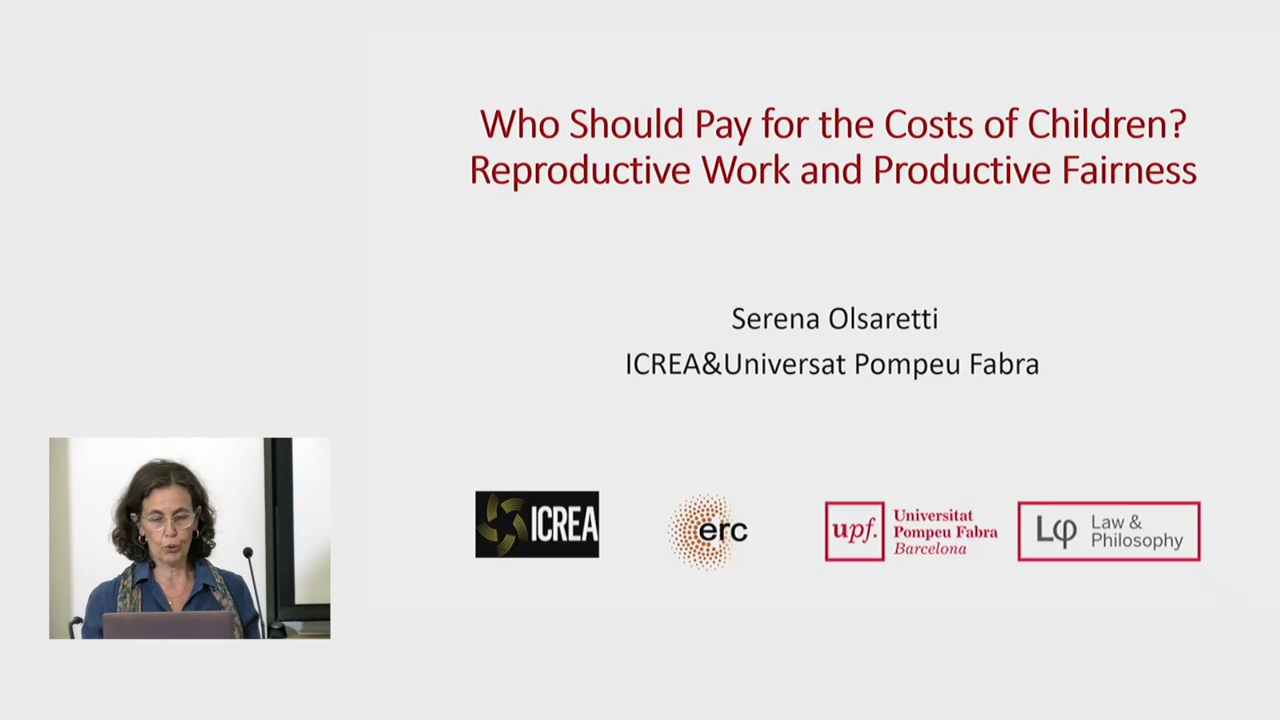 Who Should Pay for the Costs of Children?
Reproductive Work and Productive Fairness
Serena Olsaretti
ICREA&Universat Pompeu Fabra
ICREA
erc
upf.
Universitat
Pompeu Fabra
Barcelona
Lφ
Law &
Philosophy